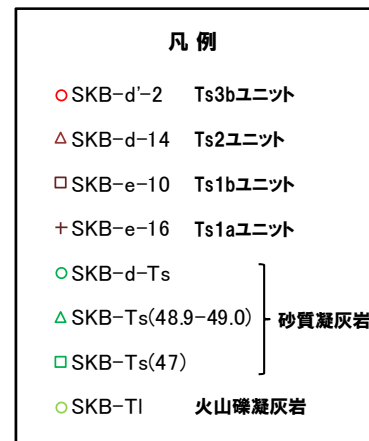 凡 例
SKB-d'-2 Ts3bユニット
SKB-d-14 Ts2ユニット
SKB-e-10 Ts1bユニット
SKB-e-16 Ts1aユニット
SKB-d-Ts
SKB-Ts(48.9-49.0) 砂質凝灰岩
SKB-Ts(47)
SKB-Tl 火山礫凝灰岩